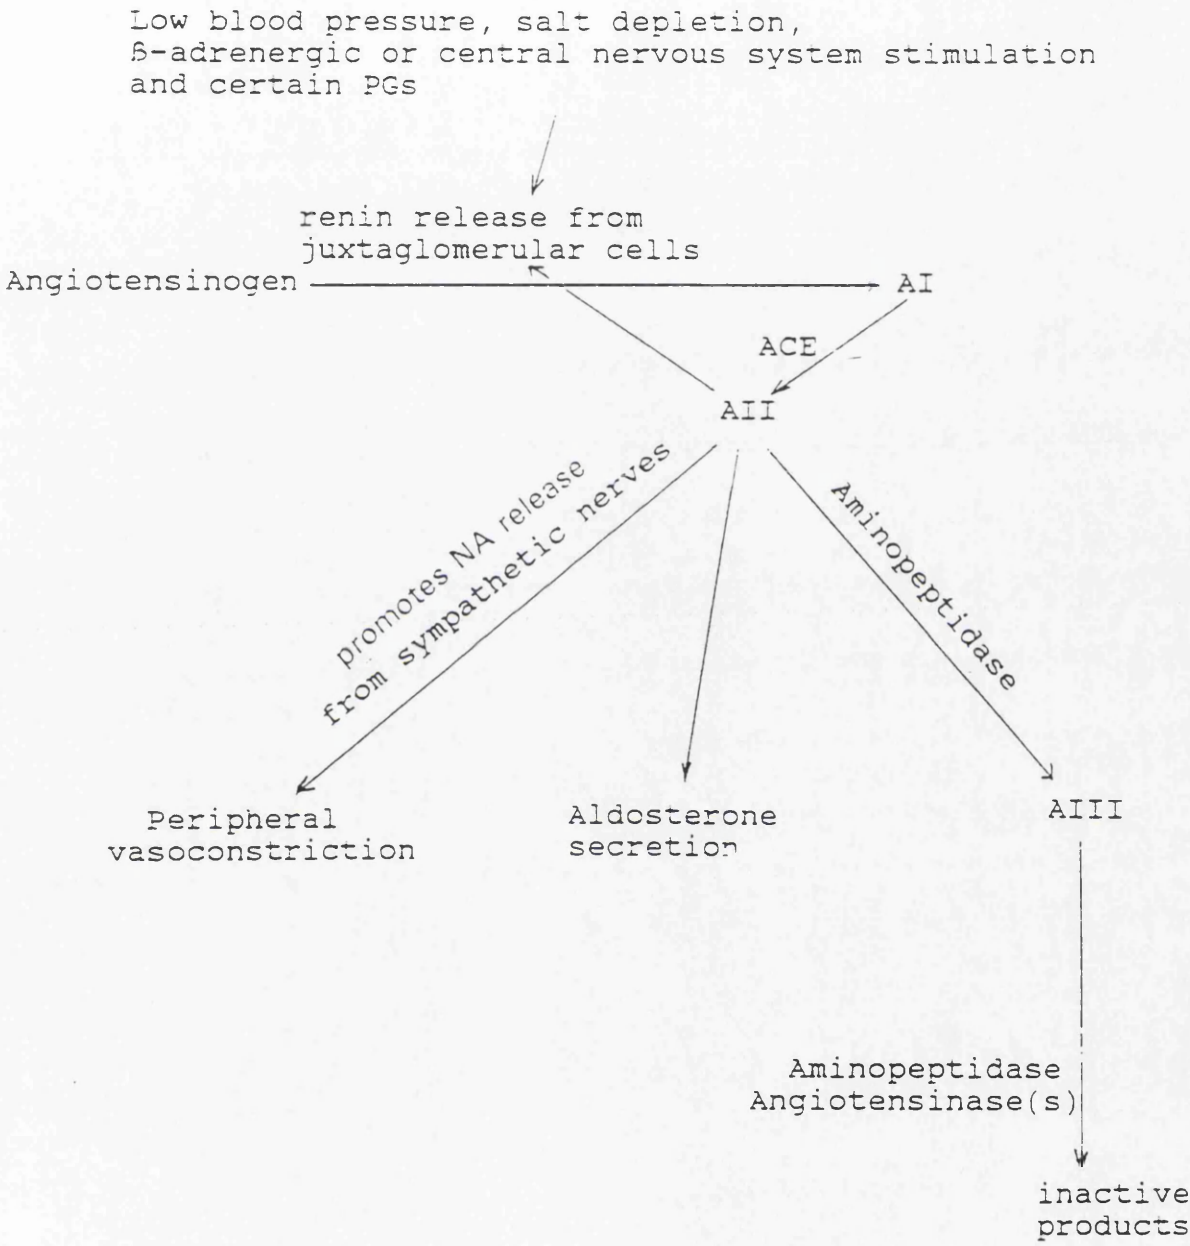 Low blood pressure, salt depletion,
ß-adrenergic or central nervous system stimulation
and certain PGs
renin release from
juxtaglomerular cells
Angiotensinogen
AI
ACE
AII
promotes NA release
from sympathetic nerves
Aminopeptidase
Peripheral
vasoconstriction
Aldosterone
secretion
AIII
Aminopeptidase
Angiotensinase(s)
inactive
products